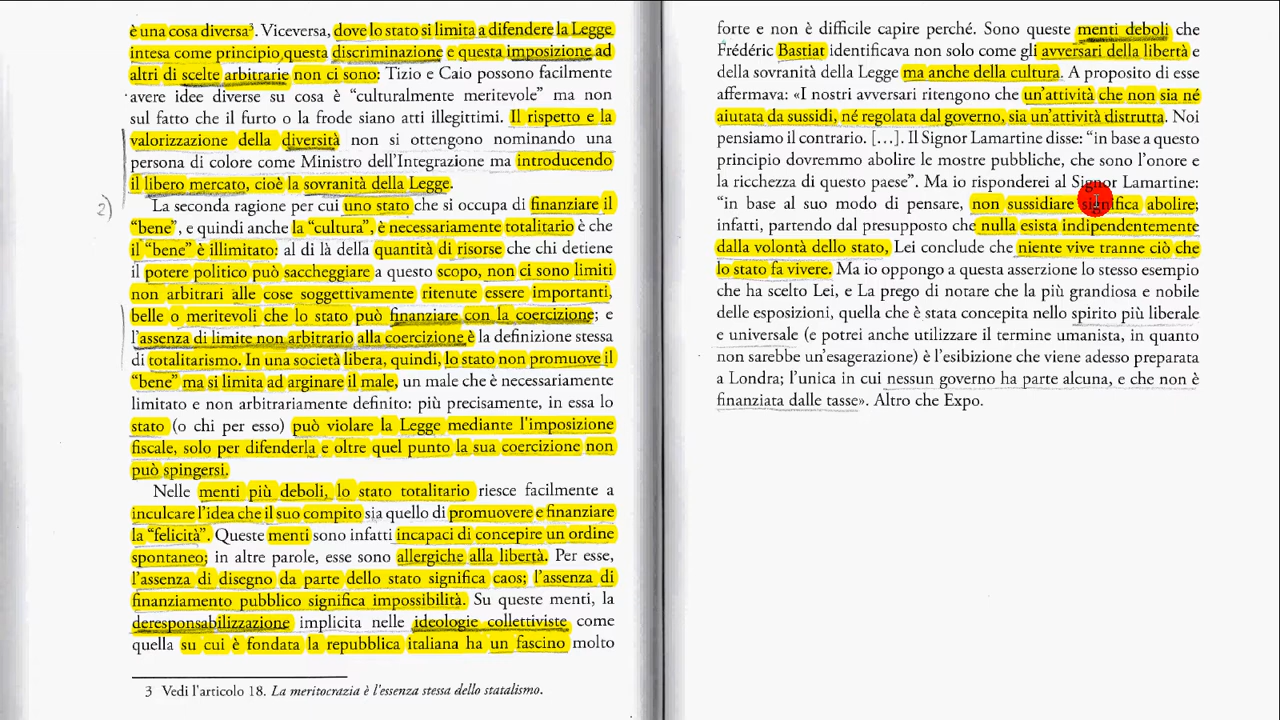 è una cosa diversa³. Viceversa, dove lo stato si limita a difendere la Legge
intesa come principio questa discriminazione e questa imposizione ad
altri di scelte arbitrarie non ci sono: Tizio e Caio possono facilmente
avere idee diverse su cosa è “culturalmente meritevole” ma non
sul fatto che il furto o la frode siano atti illegittimi. Il rispetto e la
valorizzazione della diversità non si ottengono nominando una
persona di colore come Ministro dell’Integrazione ma introducendo
il libero mercato, cioè la sovranità della Legge.
2)
La seconda ragione per cui uno stato che si occupa di finanziare il
“bene”, e quindi anche la “cultura”, è necessariamente totalitario è che
il “bene” è illimitato: al di là della quantità di risorse che chi detiene
il potere politico può saccheggiare a questo scopo, non ci sono limiti
non arbitrari alle cose soggettivamente ritenute essere importanti,
belle o meritevoli che lo stato può finanziare con la coercizione; e
l’assenza di limite non arbitrario alla coercizione è la definizione stessa
di totalitarismo. In una società libera, quindi, lo stato non promuove il
“bene” ma si limita ad arginare il male, un male che è necessariamente
limitato e non arbitrariamente definito: più precisamente, in essa lo
stato (o chi per esso) può violare la Legge mediante l’imposizione
fiscale, solo per difenderla e oltre quel punto la sua coercizione non
può spingersi.
Nelle menti più deboli, lo stato totalitario riesce facilmente a
inculcare l’idea che il suo compito sia quello di promuovere e finanziare
la “felicità”. Queste menti sono infatti incapaci di concepire un ordine
spontaneo; in altre parole, esse sono allergiche alla libertà. Per esse,
l’assenza di disegno da parte dello stato significa caos; l’assenza di
finanziamento pubblico significa impossibilità. Su queste menti, la
deresponsabilizzazione implicita nelle ideologie collettiviste come
quella su cui è fondata la repubblica italiana ha un fascino molto
3 Vedi l’articolo 18. La meritocrazia è l’essenza stessa dello statalismo.
forte e non è difficile capire perché. Sono queste menti deboli che
Frédéric Bastiat identificava non solo come gli avversari della libertà e
della sovranità della Legge ma anche della cultura. A proposito di esse
affermava: «I nostri avversari ritengono che un’attività che non sia né
aiutata da sussidi, né regolata dal governo, sia un’attività distrutta. Noi
pensiamo il contrario. […]. Il Signor Lamartine disse: “in base a questo
principio dovremmo abolire le mostre pubbliche, che sono l’onore e
la ricchezza di questo paese”. Ma io risponderei al Signor Lamartine:
“in base al suo modo di pensare, non sussidiare significa abolire;
infatti, partendo dal presupposto che nulla esista indipendentemente
dalla volontà dello stato, Lei conclude che niente vive tranne ciò che
lo stato fa vivere. Ma io oppongo a questa asserzione lo stesso esempio
che ha scelto Lei, e La prego di notare che la più grandiosa e nobile
delle esposizioni, quella che è stata concepita nello spirito più liberale
e universale (e potrei anche utilizzare il termine umanista, in quanto
non sarebbe un’esagerazione) è l’esibizione che viene adesso preparata
a Londra; l’unica in cui nessun governo ha parte alcuna, e che non è
finanziata dalle tasse». Altro che Expo.